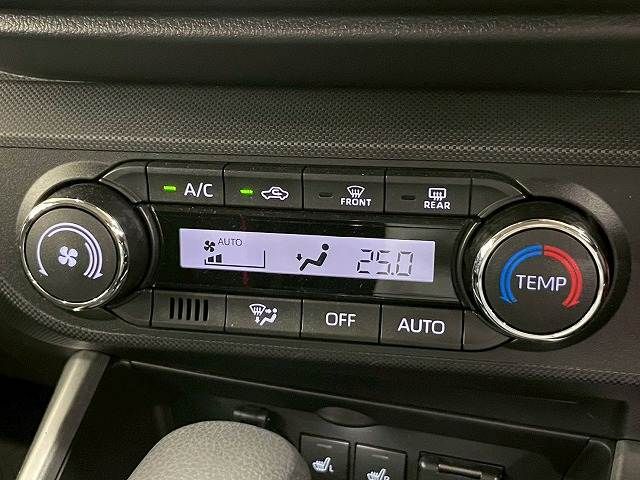 A/C
FRONT
REAR
AUTO
25.0
TEMP
OFF
AUTO
L
R